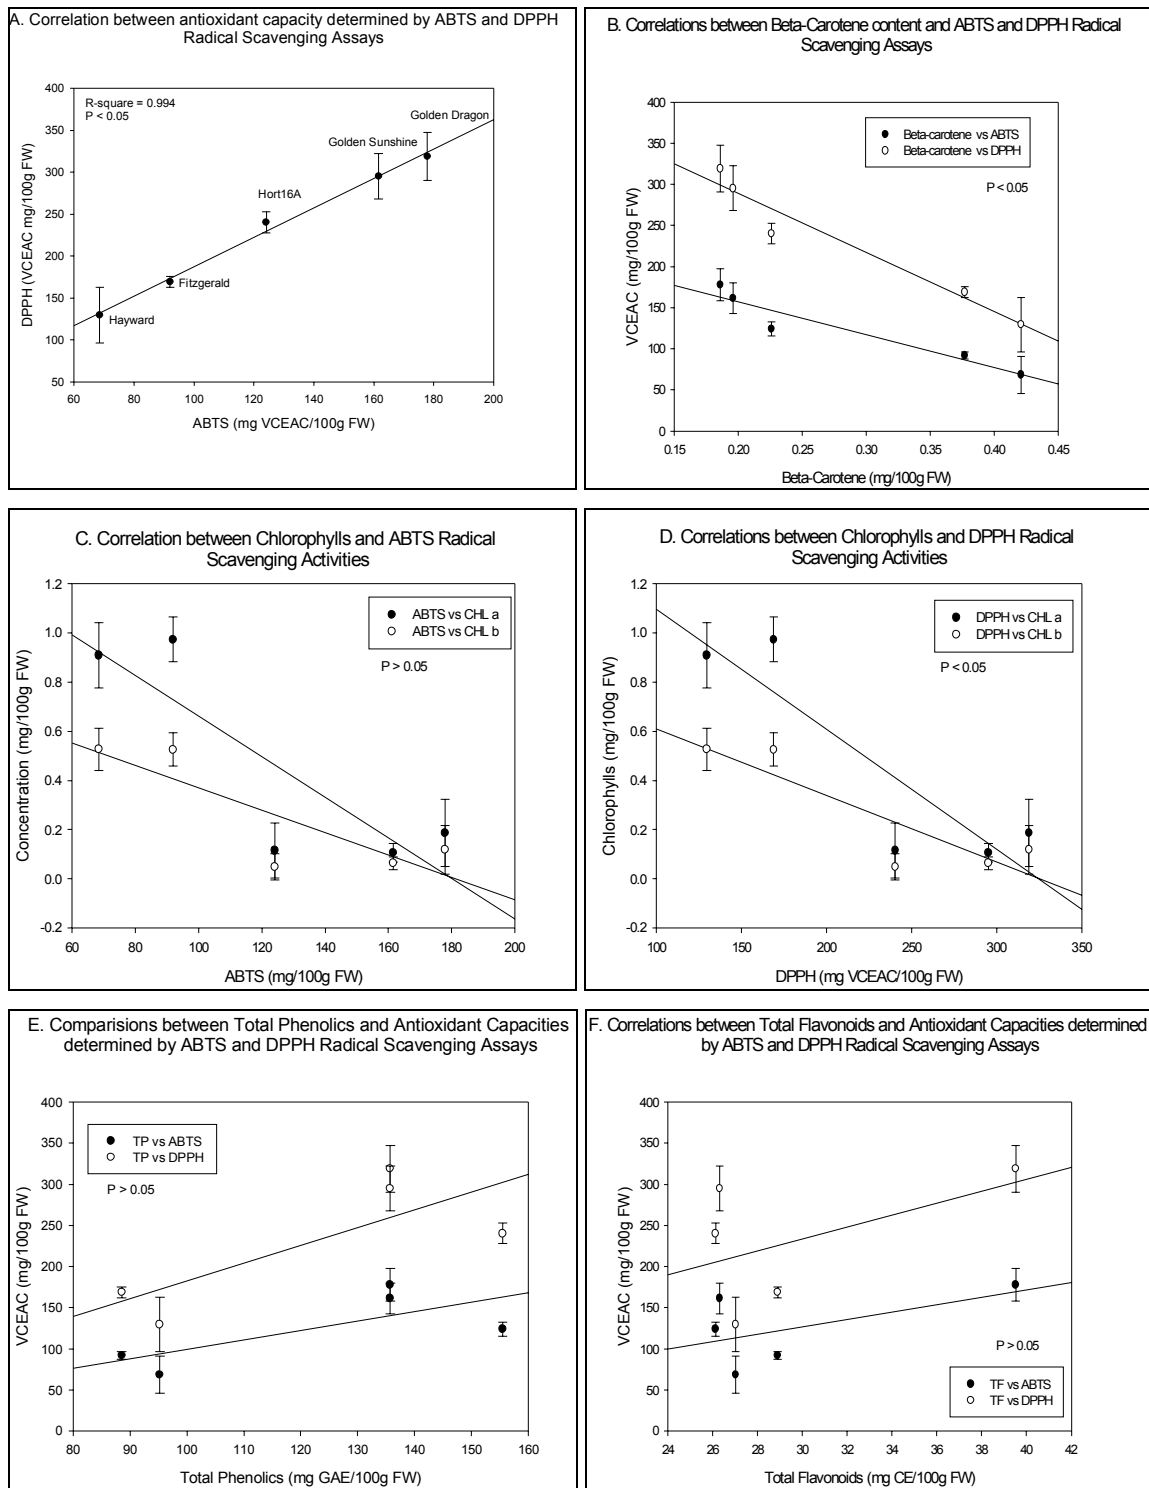 A. Correlation between antioxidant capacity determined by ABTS and DPPH
Radical Scavenging Assays
R-square = 0.994
P < 0.05
Golden Dragon
Golden Sunshine
Hort16A
Fitzgerald
Hayward
DPPH (VCEAC mg/100g FW)
400
350
300
250
200
150
100
50
60 80 100 120 140 160 180 200
ABTS (mg VCEAC/100g FW)
B. Correlations between Beta-Carotene content and ABTS and DPPH Radical
Scavenging Assays
Beta-carotene vs ABTS
Beta-carotene vs DPPH
P < 0.05
VCEAC (mg/100g FW)
400
350
300
250
200
150
100
50
0
0.15 0.20 0.25 0.30 0.35 0.40 0.45
Beta-Carotene (mg/100g FW)
C. Correlation between Chlorophylls and ABTS Radical
Scavenging Activities
ABTS vs CHL a
ABTS vs CHL b
P > 0.05
Concentration (mg/100g FW)
1.2
1.0
0.8
0.6
0.4
0.2
0.0
-0.2
60 80 100 120 140 160 180 200
ABTS (mg/100g FW)
D. Correlations between Chlorophylls and DPPH Radical
Scavenging Activities
DPPH vs CHL a
DPPH vs CHL b
P < 0.05
Chlorophylls (mg/100g FW)
1.2
1.0
0.8
0.6
0.4
0.2
0.0
-0.2
100 150 200 250 300 350
DPPH (mg VCEAC/100g FW)
E. Comparisions between Total Phenolics and Antioxidant Capacities
determined by ABTS and DPPH Radical Scavenging Assays
TP vs ABTS
TP vs DPPH
P > 0.05
VCEAC (mg/100g FW)
400
350
300
250
200
150
100
50
0
80 90 100 110 120 130 140 150 160
Total Phenolics (mg GAE/100g FW)
F. Correlations between Total Flavonoids and Antioxidant Capacities determined
by ABTS and DPPH Radical Scavenging Assays
P > 0.05
TF vs ABTS
TF vs DPPH
VCEAC (mg/100g FW)
400
350
300
250
200
150
100
50
0
24 26 28 30 32 34 36 38 40 42
Total Flavonoids (mg CE/100g FW)